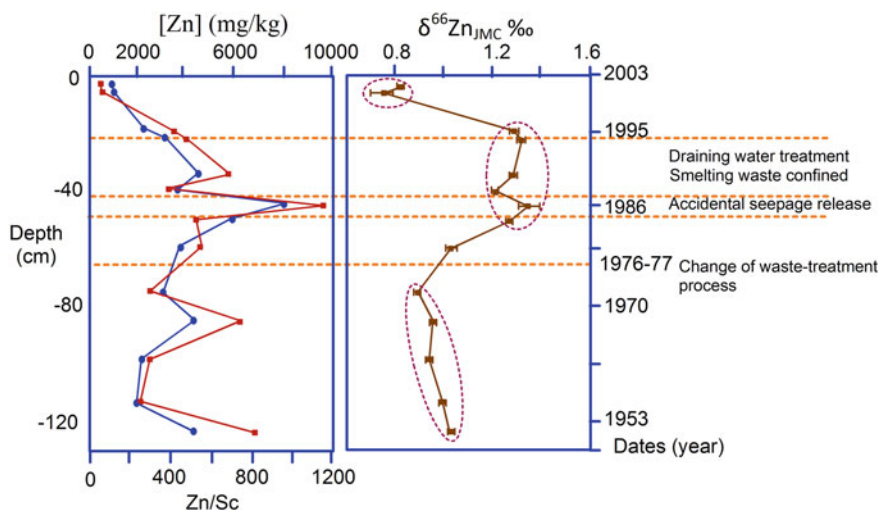 [Zn] (mg/kg)
0 2000 6000 10000
δ⁶⁶Zn_JMC ‰
0.8 1.2 1.6
0
-40
Depth
(cm)
-80
-120
0 400 800 1200
Zn/Sc
2003
1995
Draining water treatment
Smelting waste confined
1986 Accidental seepage release
1976-77 Change of waste-treatment
process
1970
1953
Dates (year)